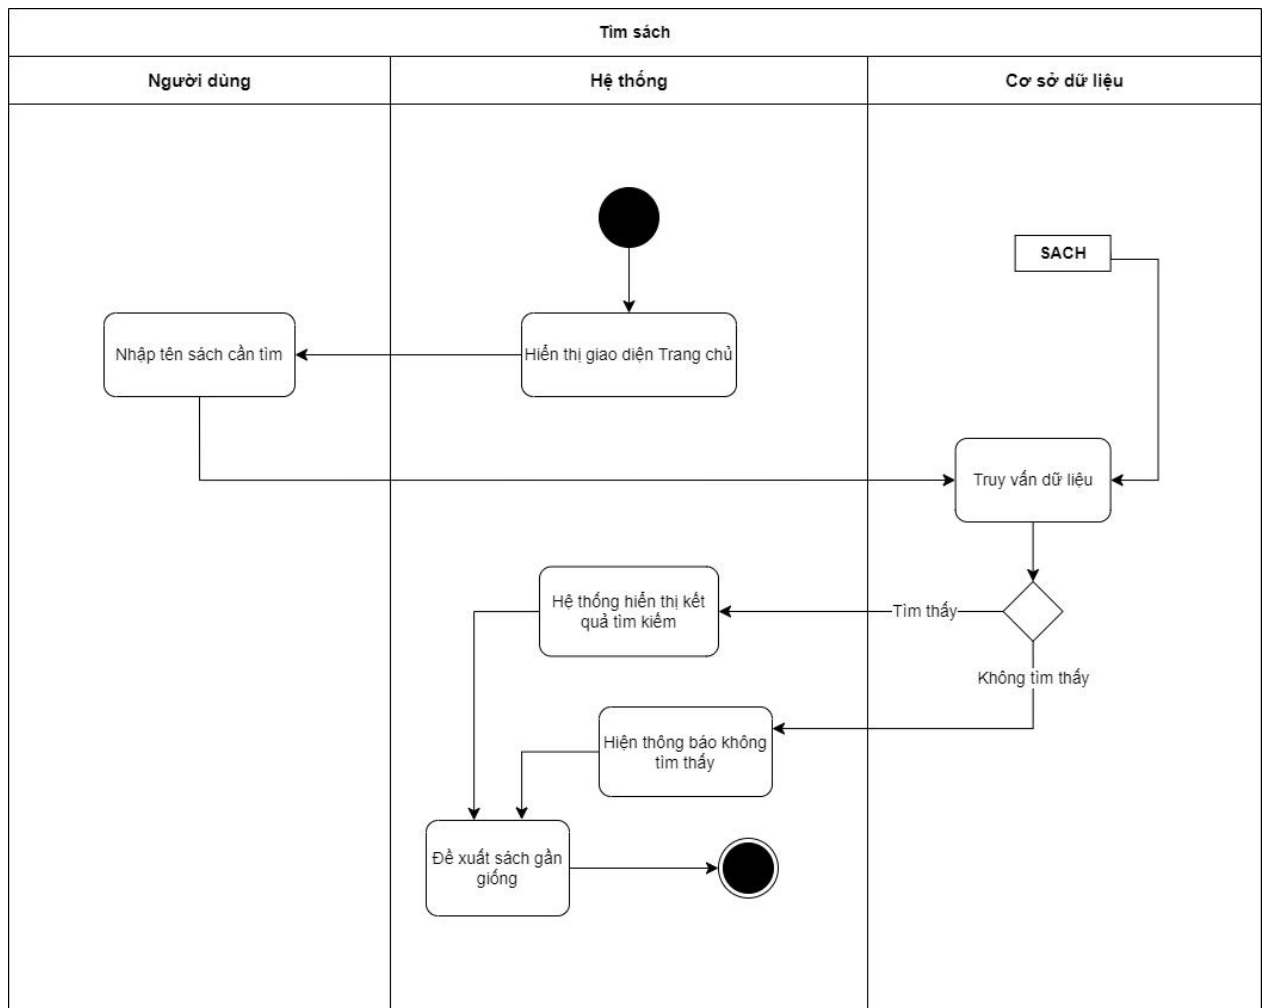 Tìm sách
Người dùng
Hệ thống
Cơ sở dữ liệu
SACH
Nhập tên sách cần tìm
Hiển thị giao diện Trang chủ
Truy vấn dữ liệu
Hệ thống hiển thị kết
quả tìm kiếm
Tìm thấy
Không tìm thấy
Hiện thông báo không
tìm thấy
Đề xuất sách gần
giống